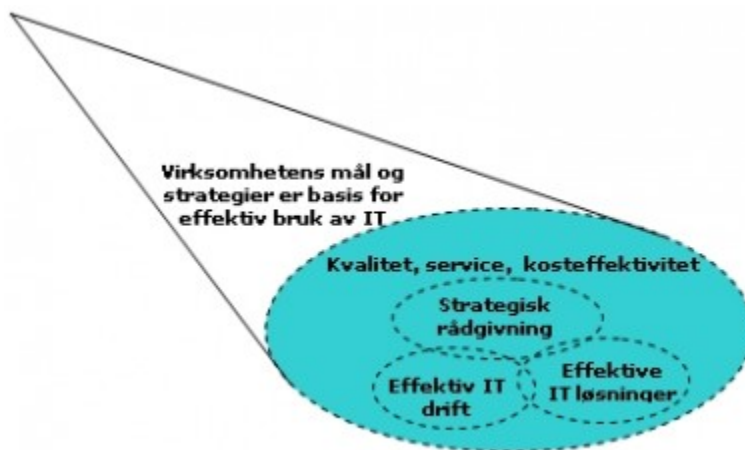 Virksomhetens mål og
strategier er basis for
effektiv bruk av IT
Kvalitet, service, kosteffektivitet
Strategisk
rådgivning
Effektiv IT
drift
Effektive
IT løsninger